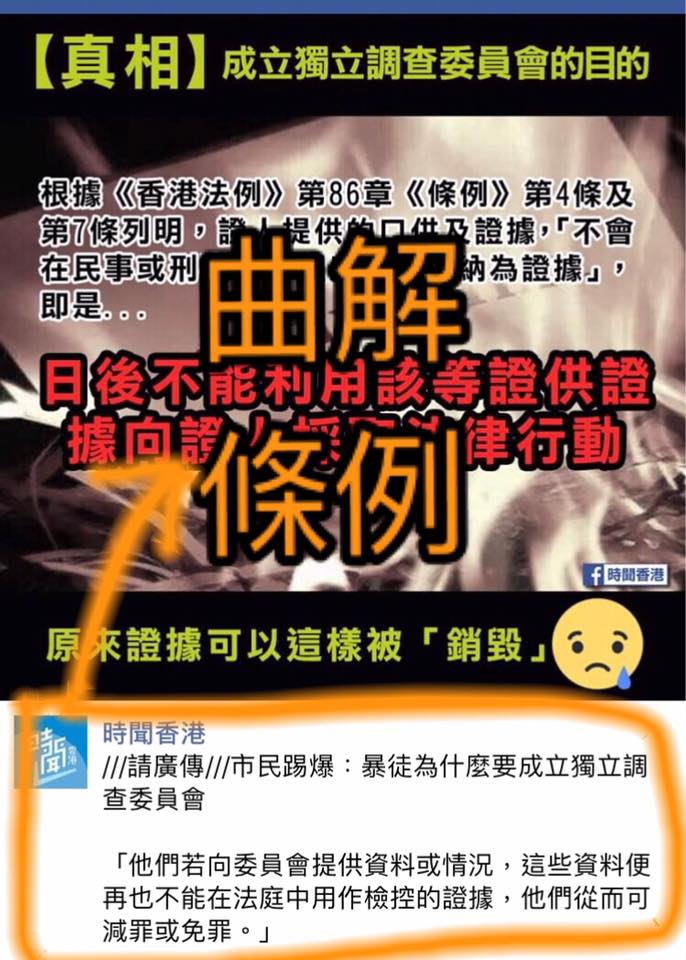 【真相】成立獨立調查委員會的目的
根據《香港法例》第86章《條例》第4條及
第7條列明，證人提供的口供及證據，「不會
在民事或刑納為證據」，
即是...
曲解
日後不能利用該等證供證
據向證律行動
條例
時聞香港
原來證據可以這樣被「銷毀」
時聞香港
///請廣傳///市民踢爆：暴徒為什麼要成立獨立調
查委員會
「他們若向委員會提供資料或情況，這些資料便
再也不能在法庭中用作檢控的證據，他們從而可
減罪或免罪。」